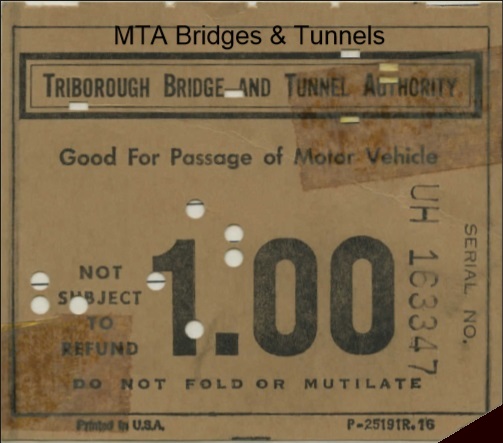 MTA Bridges & Tunnels
TRIBOROUGH BRIDGE AND TUNNEL AUTHORITY
Good For Passage of Motor Vehicle
NOT
SUBJECT
TO
REFUND
1.00
UH 163347
SERIAL NO.
DO NOT FOLD OR MUTILATE
Printed in U.S.A.
P-25191R.16